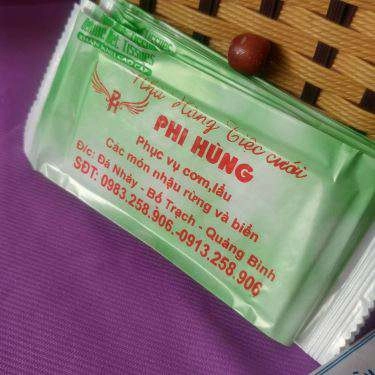 Nhà Hàng Tiệc cưới
PHI HÙNG
Phục vụ cơm, lẩu
Các món nhậu rừng và biển
Đ/c: Đá Nhảy - Bố Trạch - Quảng Bình
SĐT: 0983.258.906 - 0913.258.906